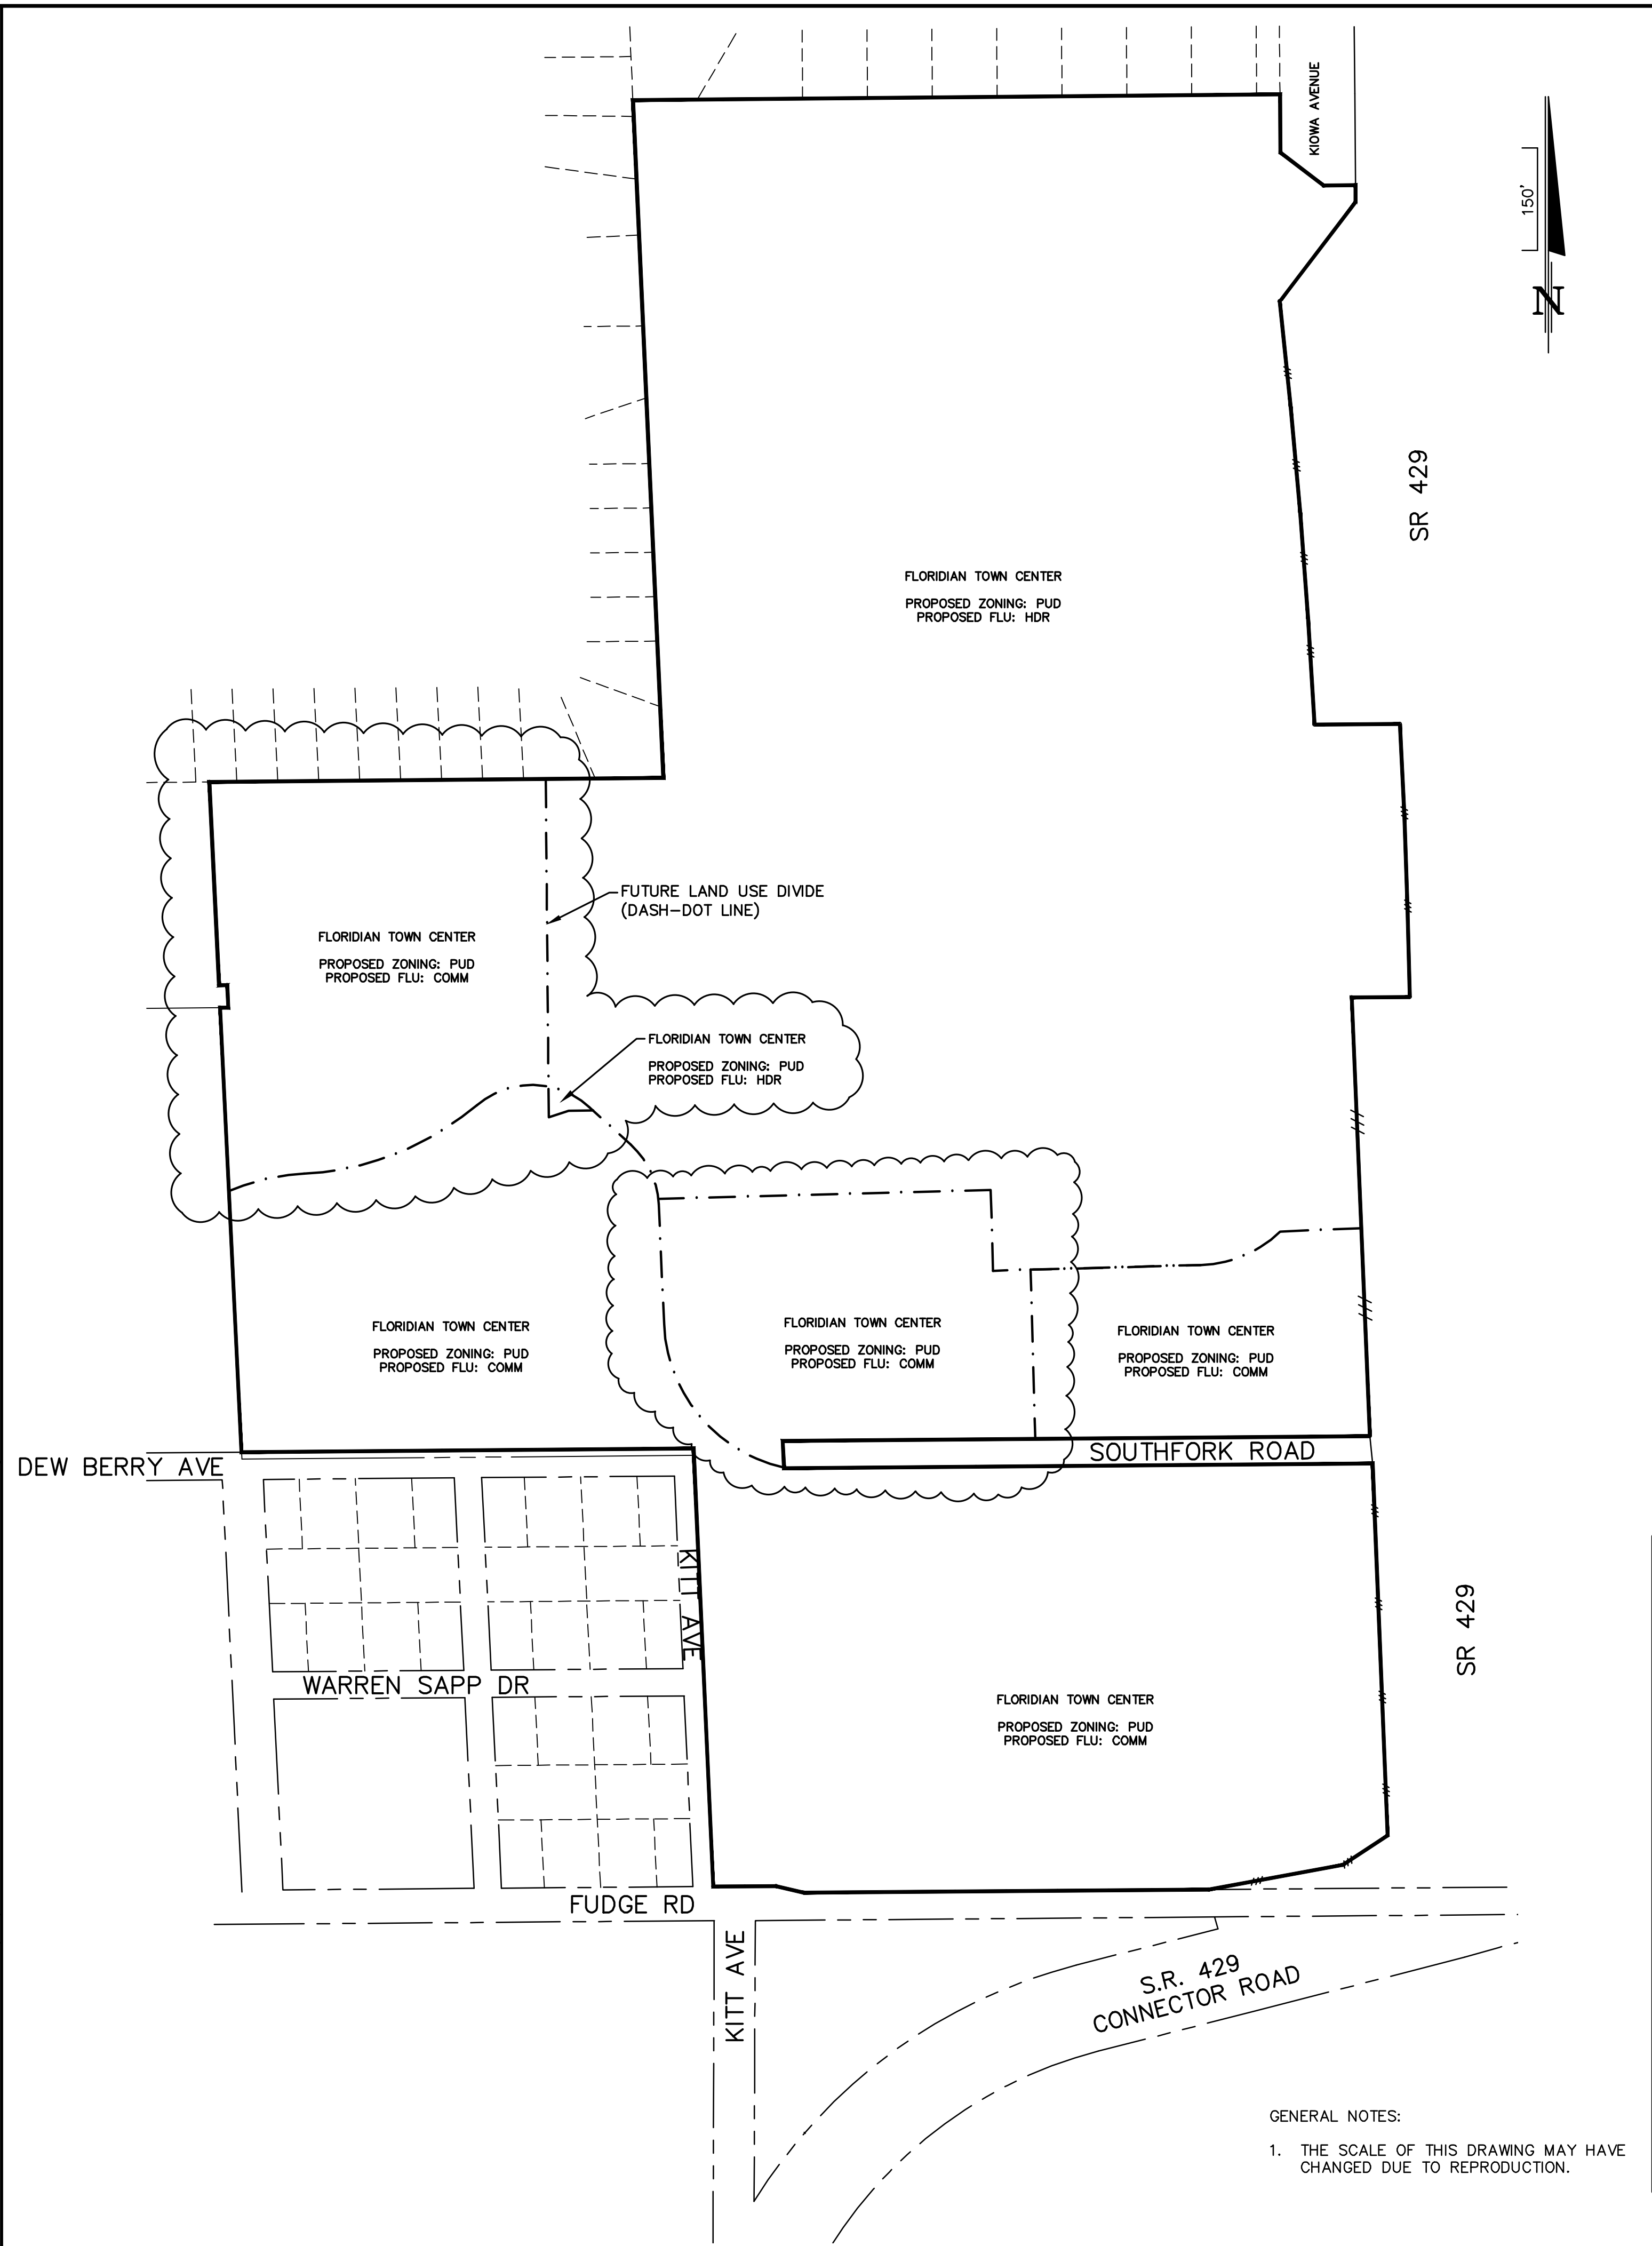 KIOWA AVENUE
150'
N
SR 429
FLORIDIAN TOWN CENTER
PROPOSED ZONING: PUD
PROPOSED FLU: HDR
FUTURE LAND USE DIVIDE
(DASH-DOT LINE)
FLORIDIAN TOWN CENTER
PROPOSED ZONING: PUD
PROPOSED FLU: COMM
FLORIDIAN TOWN CENTER
PROPOSED ZONING: PUD
PROPOSED FLU: HDR
FLORIDIAN TOWN CENTER
PROPOSED ZONING: PUD
PROPOSED FLU: COMM
FLORIDIAN TOWN CENTER
PROPOSED ZONING: PUD
PROPOSED FLU: COMM
FLORIDIAN TOWN CENTER
PROPOSED ZONING: PUD
PROPOSED FLU: COMM
DEW BERRY AVE
SOUTHFORK ROAD
KITT AVE
SR 429
WARREN SAPP DR
FLORIDIAN TOWN CENTER
PROPOSED ZONING: PUD
PROPOSED FLU: COMM
FUDGE RD
KITT AVE
S.R. 429
CONNECTOR ROAD
GENERAL NOTES:
1. THE SCALE OF THIS DRAWING MAY HAVE
CHANGED DUE TO REPRODUCTION.